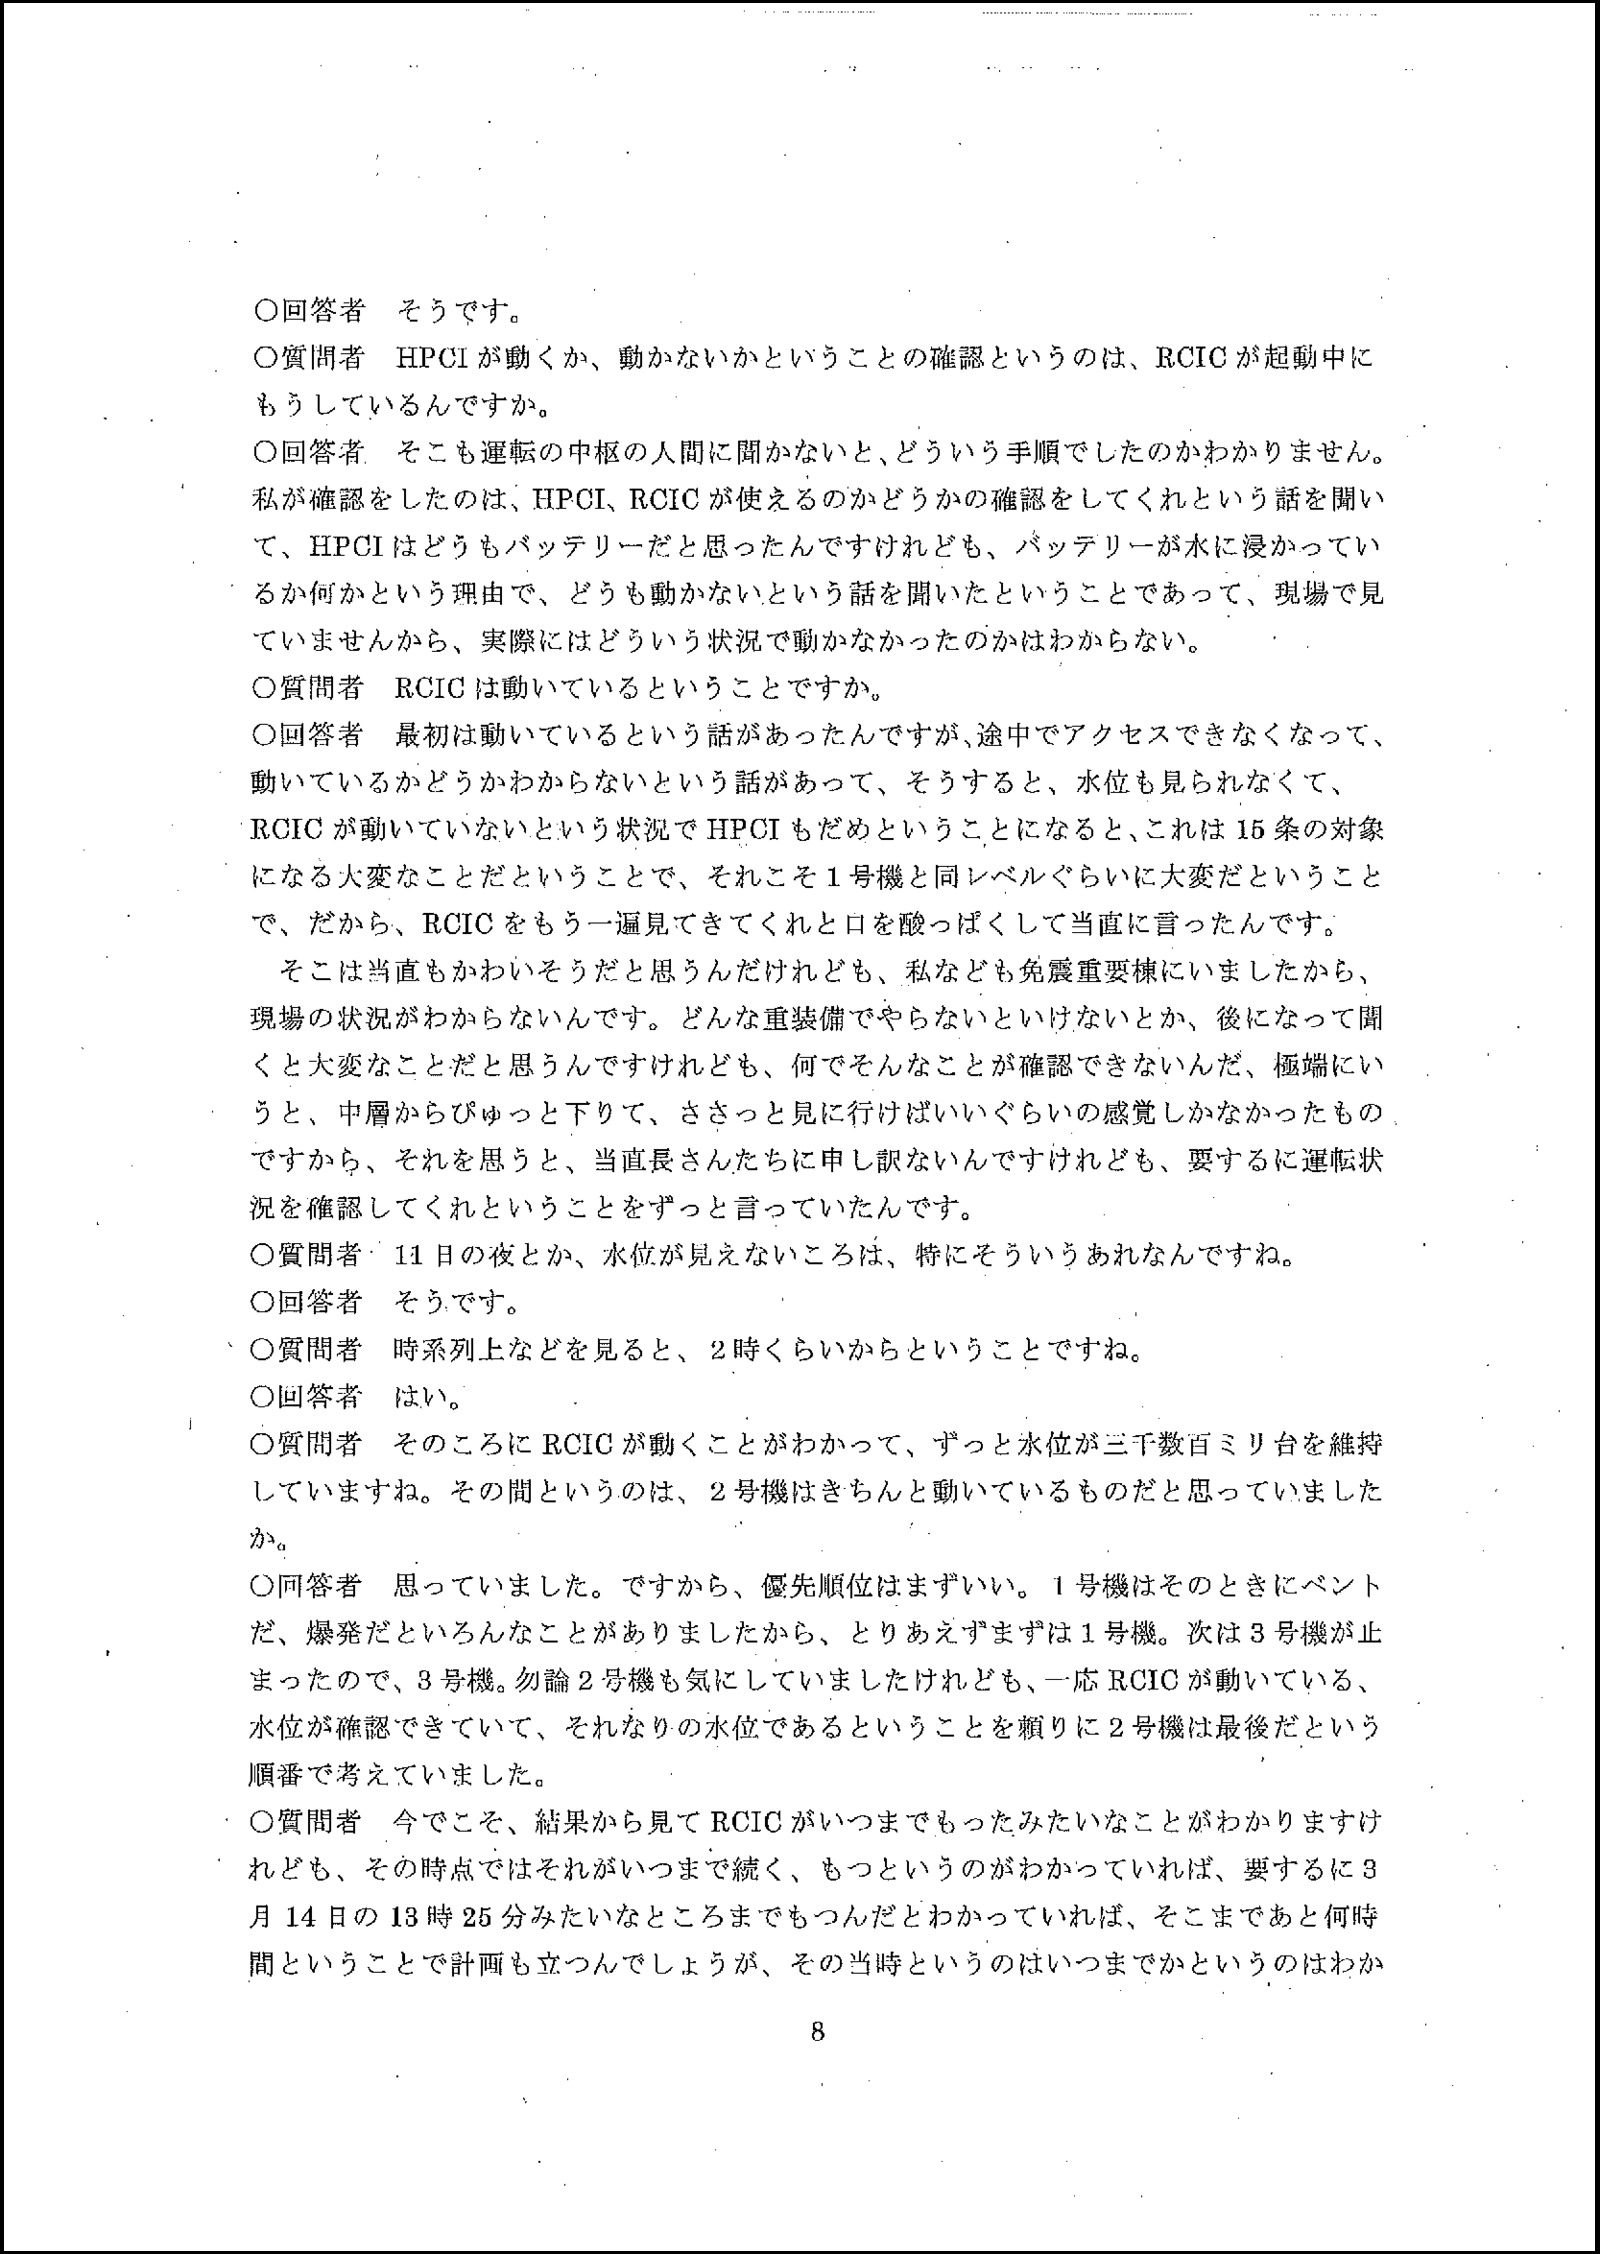 ○回答者　そうです。
○質問者　HPCIが動くか、動かないかということの確認というのは、RCICが起動中に
もうしているんですか。
○回答者　そこも運転の中枢の人間に聞かないと、どういう手順でしたのかわかりません。
私が確認をしたのは、HPCI、RCICが使えるのかどうかの確認をしてくれという話を聞い
て、HPCIはどうもバッテリーだと思ったんですけれども、バッテリーが水に浸かってい
るか何かという理由で、どうも動かないという話を聞いたということであって、現場で見
ていませんから、実際にはどういう状況で動かなかったのかはわからない。
○質問者　RCICは動いているということですか。
○回答者　最初は動いているという話があったんですが、途中でアクセスできなくなって、
動いているかどうかわからないという話があって、そうすると、水位も見られなくて、
RCICが動いていないという状況でHPCIもだめということになると、これは15条の対象
になる大変なことだということで、それこそ1号機と同レベルぐらいに大変だということ
で、だから、RCICをもう一遍見てきてくれと口を酸っぱくして当直に言ったんです。
　そこは当直もかわいそうだと思うんだけれども、私なども免震重要棟にいましたから、
現場の状況がわからないんです。どんな重装備でやらないといけないとか、後になって聞
くと大変なことだと思うんですけれども、何でそんなことが確認できないんだ、極端にい
うと、中層からぴゅっと下りて、ささっと見に行けばいいぐらいの感覚しかなかったもの
ですから、それを思うと、当直長さんたちに申し訳ないんですけれども、要するに運転状
況を確認してくれということをずっと言っていたんです。
○質問者　11日の夜とか、水位が見えないころは、特にそういうあれなんですね。
○回答者　そうです。
○質問者　時系列上などを見ると、2時くらいからということですね。
○回答者　はい。
○質問者　そのころにRCICが動くことがわかって、ずっと水位が三千数百ミリ台を維持
していますね。その間というのは、2号機はきちんと動いているものだと思っていました
か。
○回答者　思っていました。ですから、優先順位はまずいい。1号機はそのときにベント
だ、爆発だといろんなことがありましたから、とりあえずまずは1号機。次は3号機が止
まったので、3号機。勿論2号機も気にしていましたけれども、一応RCICが動いている、
水位が確認できていて、それなりの水位であるということを頼りに2号機は最後だという
順番で考えていました。
○質問者　今でこそ、結果から見てRCICがいつまでもったみたいなことがわかりますけ
れども、その時点ではそれがいつまで続く、もつというのがわかっていれば、要するに3
月14日の13時25分みたいなところまでもつんだとわかっていれば、そこまであと何時
間ということで計画も立つんでしょうが、その当時というのはいつまでかというのはわか
8